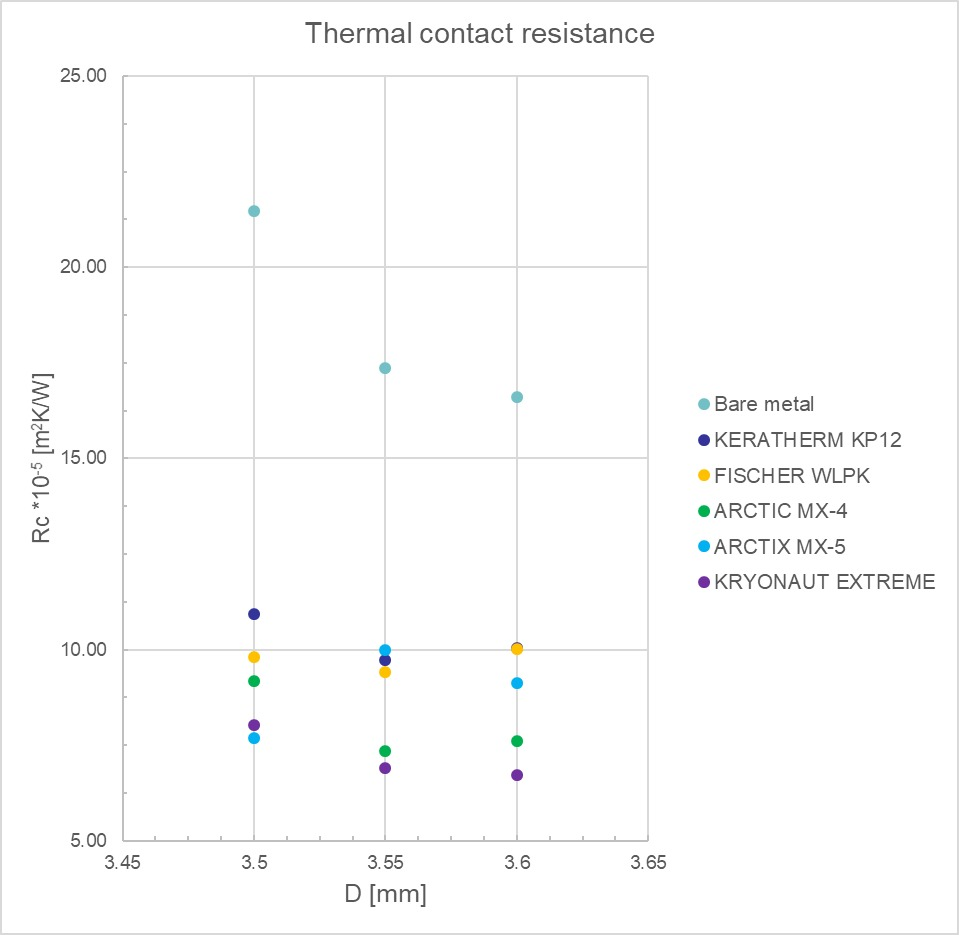 Thermal contact resistance
25.00
20.00
15.00
10.00
5.00
Rc *10⁻⁵ [m²K/W]
3.45 3.5 3.55 3.6 3.65
D [mm]
Bare metal
KERATHERM KP12
FISCHER WLPK
ARCTIC MX-4
ARCTIX MX-5
KRYONAUT EXTREME